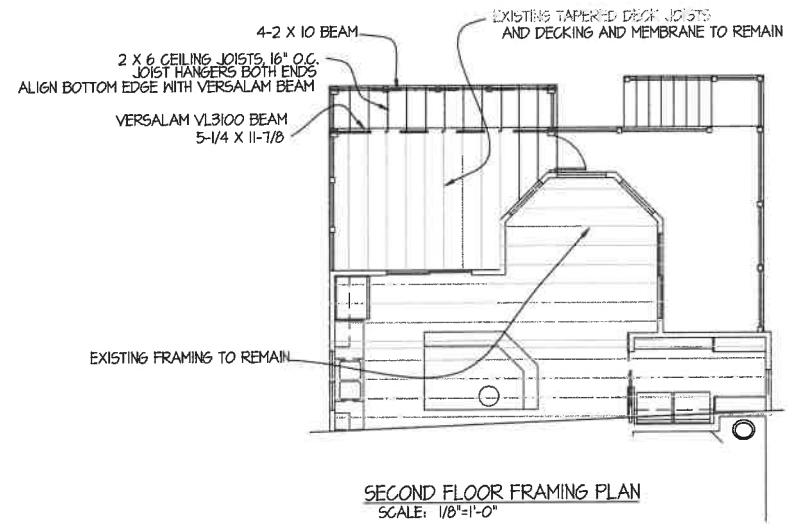 4-2 X 10 BEAM
EXISTING TAPERED DECK JOISTS
AND DECKING AND MEMBRANE TO REMAIN
2 X 6 CEILING JOISTS, 16" O.C.
JOIST HANGERS BOTH ENDS
ALIGN BOTTOM EDGE WITH VERSALAM BEAM
VERSALAM VL3100 BEAM
5-1/4 X 11-7/8
EXISTING FRAMING TO REMAIN
SECOND FLOOR FRAMING PLAN
SCALE: 1/8"=1'-0"